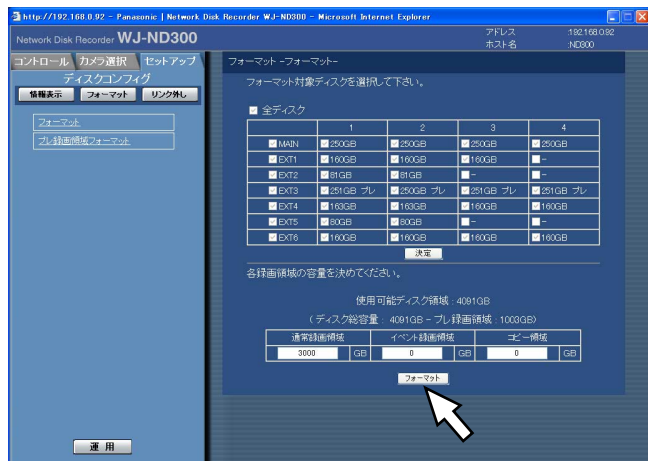 http://192.168.0.92 - Panasonic | Network Disk Recorder WJ-ND300 - Microsoft Internet Explorer
Network Disk Recorder WJ-ND300
アドレス :192.168.0.92
ホスト名 :ND300
コントロール カメラ選択 セットアップ
ディスクコンフィグ
情報表示 フォーマット リンク外し
フォーマット
プレ録画領域フォーマット
フォーマット -フォーマット-
フォーマット対象ディスクを選択して下さい。
全ディスク
1 2 3 4
MAIN 250GB 250GB 250GB 250GB
EXT1 160GB 160GB 160GB -
EXT2 81GB 81GB - -
EXT3 251GB プレ 250GB プレ 251GB プレ 251GB プレ
EXT4 163GB 163GB 160GB 160GB
EXT5 80GB 80GB - -
EXT6 160GB 160GB 160GB 160GB
決定
各録画領域の容量を決めてください。
使用可能ディスク領域 : 4091GB
( ディスク総容量 : 4091GB - プレ録画領域 : 1003GB)
通常録画領域 イベント録画領域 コピー領域
3000 GB 0 GB 0 GB
フォーマット
運用